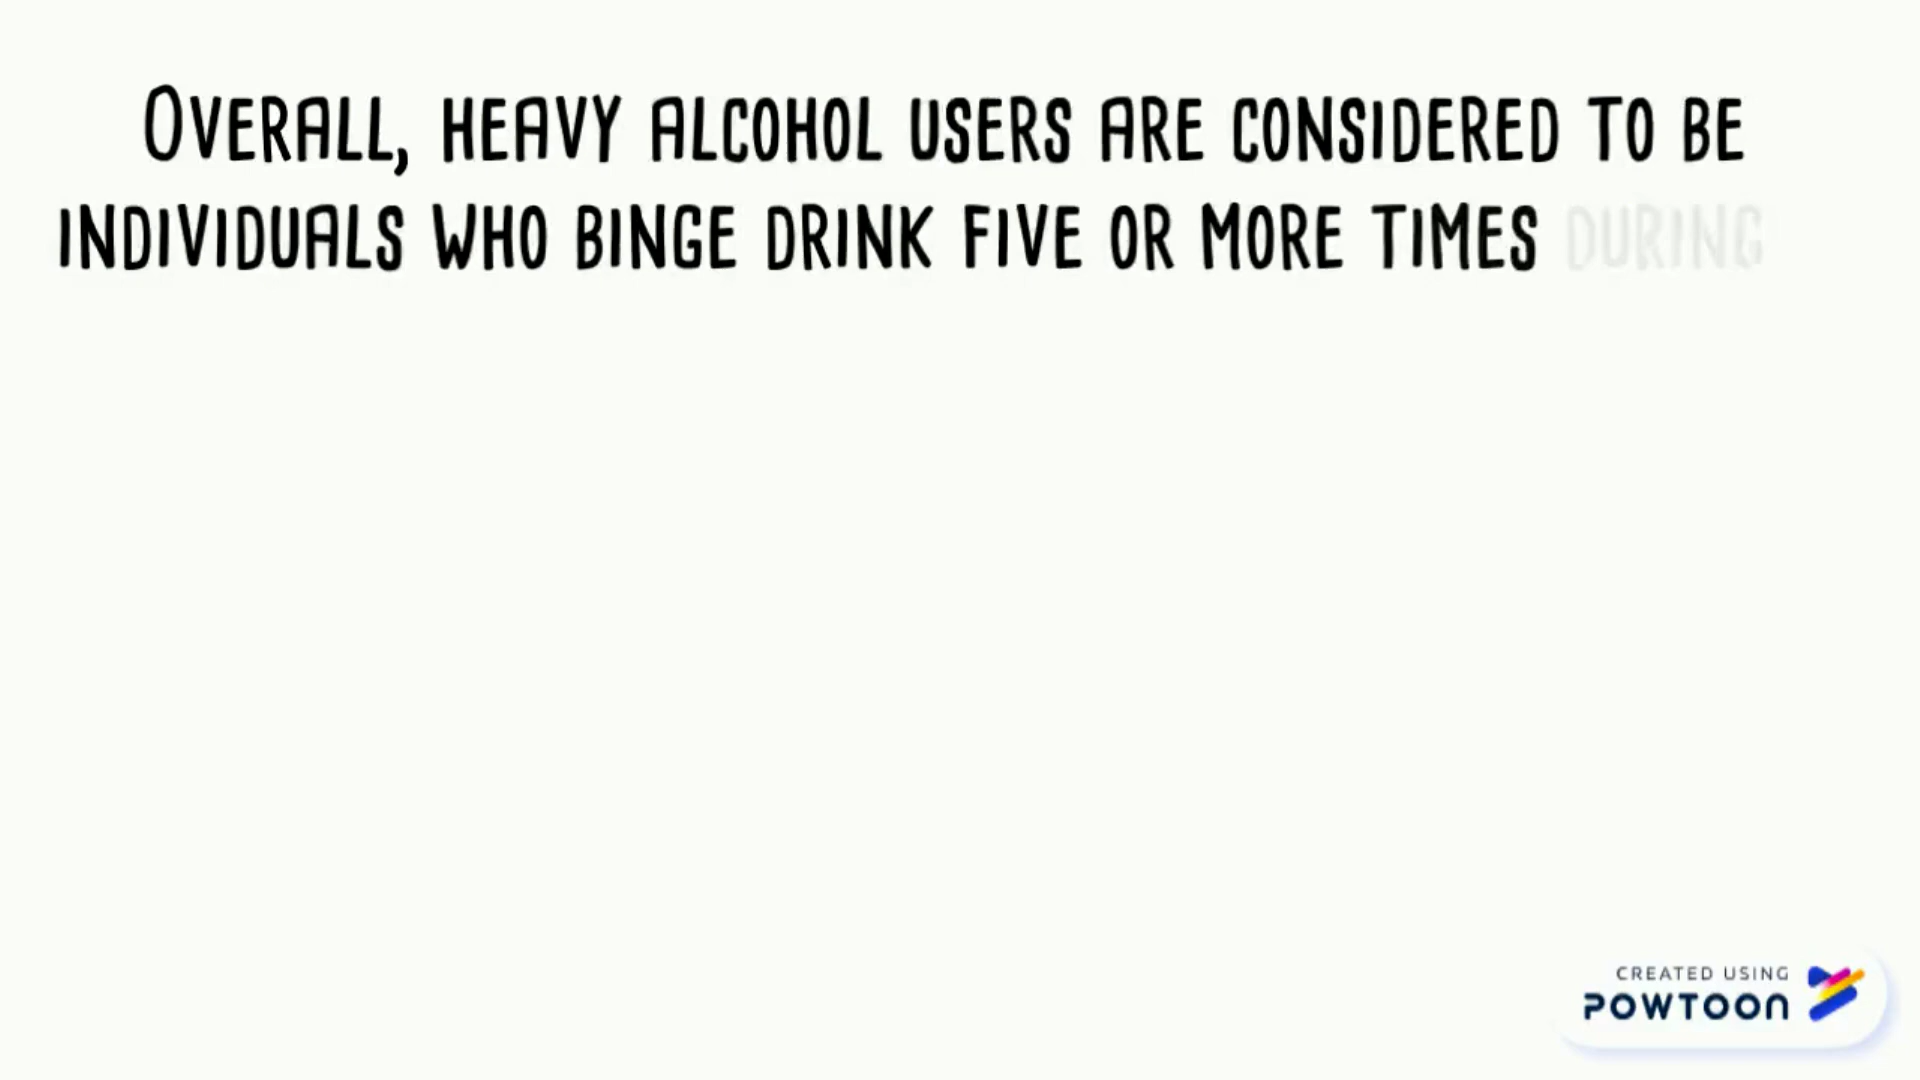 Overall, heavy alcohol users are considered to be
individuals who binge drink five or more times during
CREATED USING
POWTOON